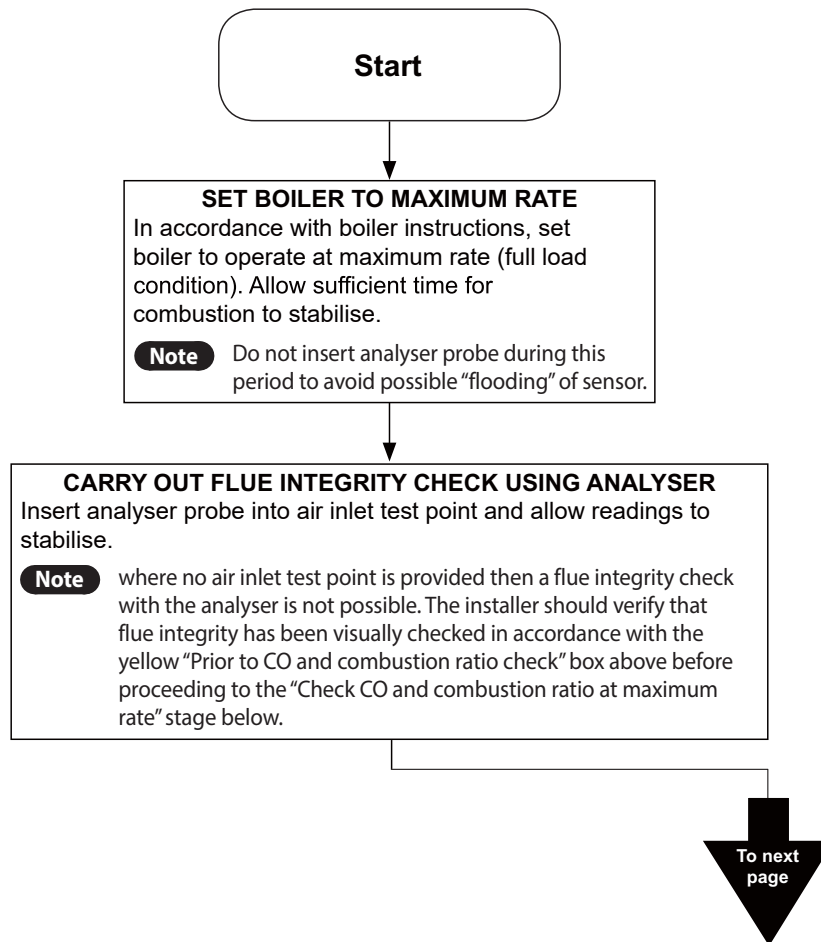 Start
SET BOILER TO MAXIMUM RATE
In accordance with boiler instructions, set
boiler to operate at maximum rate (full load
condition). Allow sufficient time for
combustion to stabilise.
Note Do not insert analyser probe during this
period to avoid possible “flooding” of sensor.
CARRY OUT FLUE INTEGRITY CHECK USING ANALYSER
Insert analyser probe into air inlet test point and allow readings to
stabilise.
Note where no air inlet test point is provided then a flue integrity check
with the analyser is not possible. The installer should verify that
flue integrity has been visually checked in accordance with the
yellow “Prior to CO and combustion ratio check” box above before
proceeding to the “Check CO and combustion ratio at maximum
rate” stage below.
To next
page